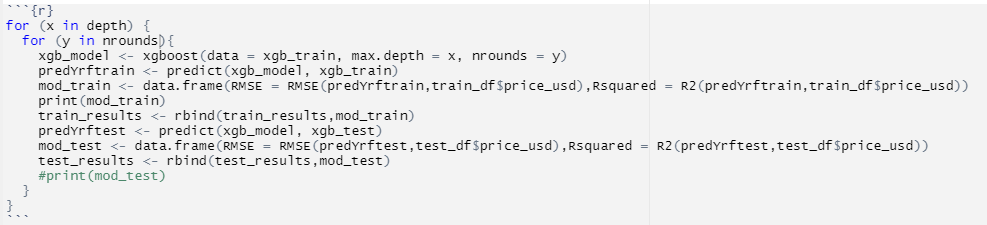 ```{r}
for (x in depth) {
  for (y in nrounds){
    xgb_model <- xgboost(data = xgb_train, max.depth = x, nrounds = y)
    predYrftrain <- predict(xgb_model, xgb_train)
    mod_train <- data.frame(RMSE = RMSE(predYrftrain,train_df$price_usd),Rsquared = R2(predYrftrain,train_df$price_usd))
    print(mod_train)
    train_results <- rbind(train_results,mod_train)
    predYrftest <- predict(xgb_model, xgb_test)
    mod_test <- data.frame(RMSE = RMSE(predYrftest,test_df$price_usd),Rsquared = R2(predYrftest,test_df$price_usd))
    test_results <- rbind(test_results,mod_test)
    #print(mod_test)
  }
}
```